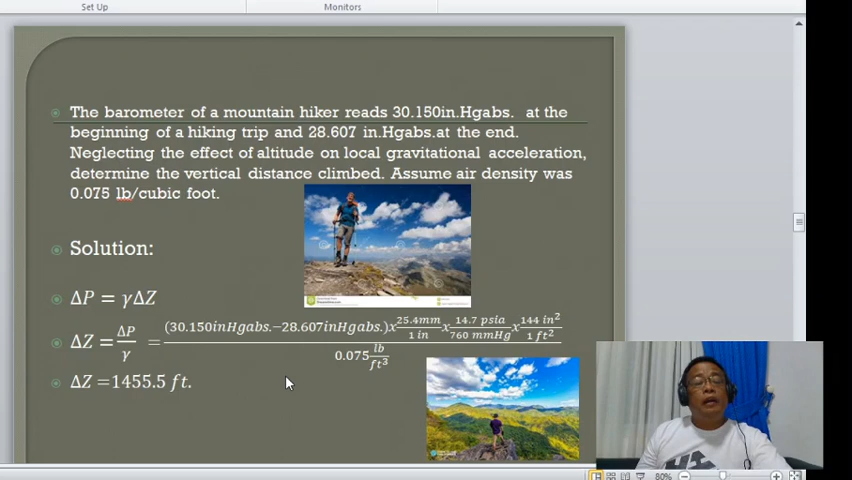 Set Up
Monitors
The barometer of a mountain hiker reads 30.150in.Hgabs. at the
beginning of a hiking trip and 28.607 in.Hgabs.at the end.
Neglecting the effect of altitude on local gravitational acceleration,
determine the vertical distance climbed. Assume air density was
0.075 lb/cubic foot.
Solution:
ΔP = γΔZ
ΔZ = ΔP/γ = (30.150inHgabs.−28.607inHgabs.)x 25.4mm/1 in x 14.7 psia/760 mmHg x 144 in²/1 ft² / 0.075 lb/ft³
ΔZ =1455.5 ft.
80%